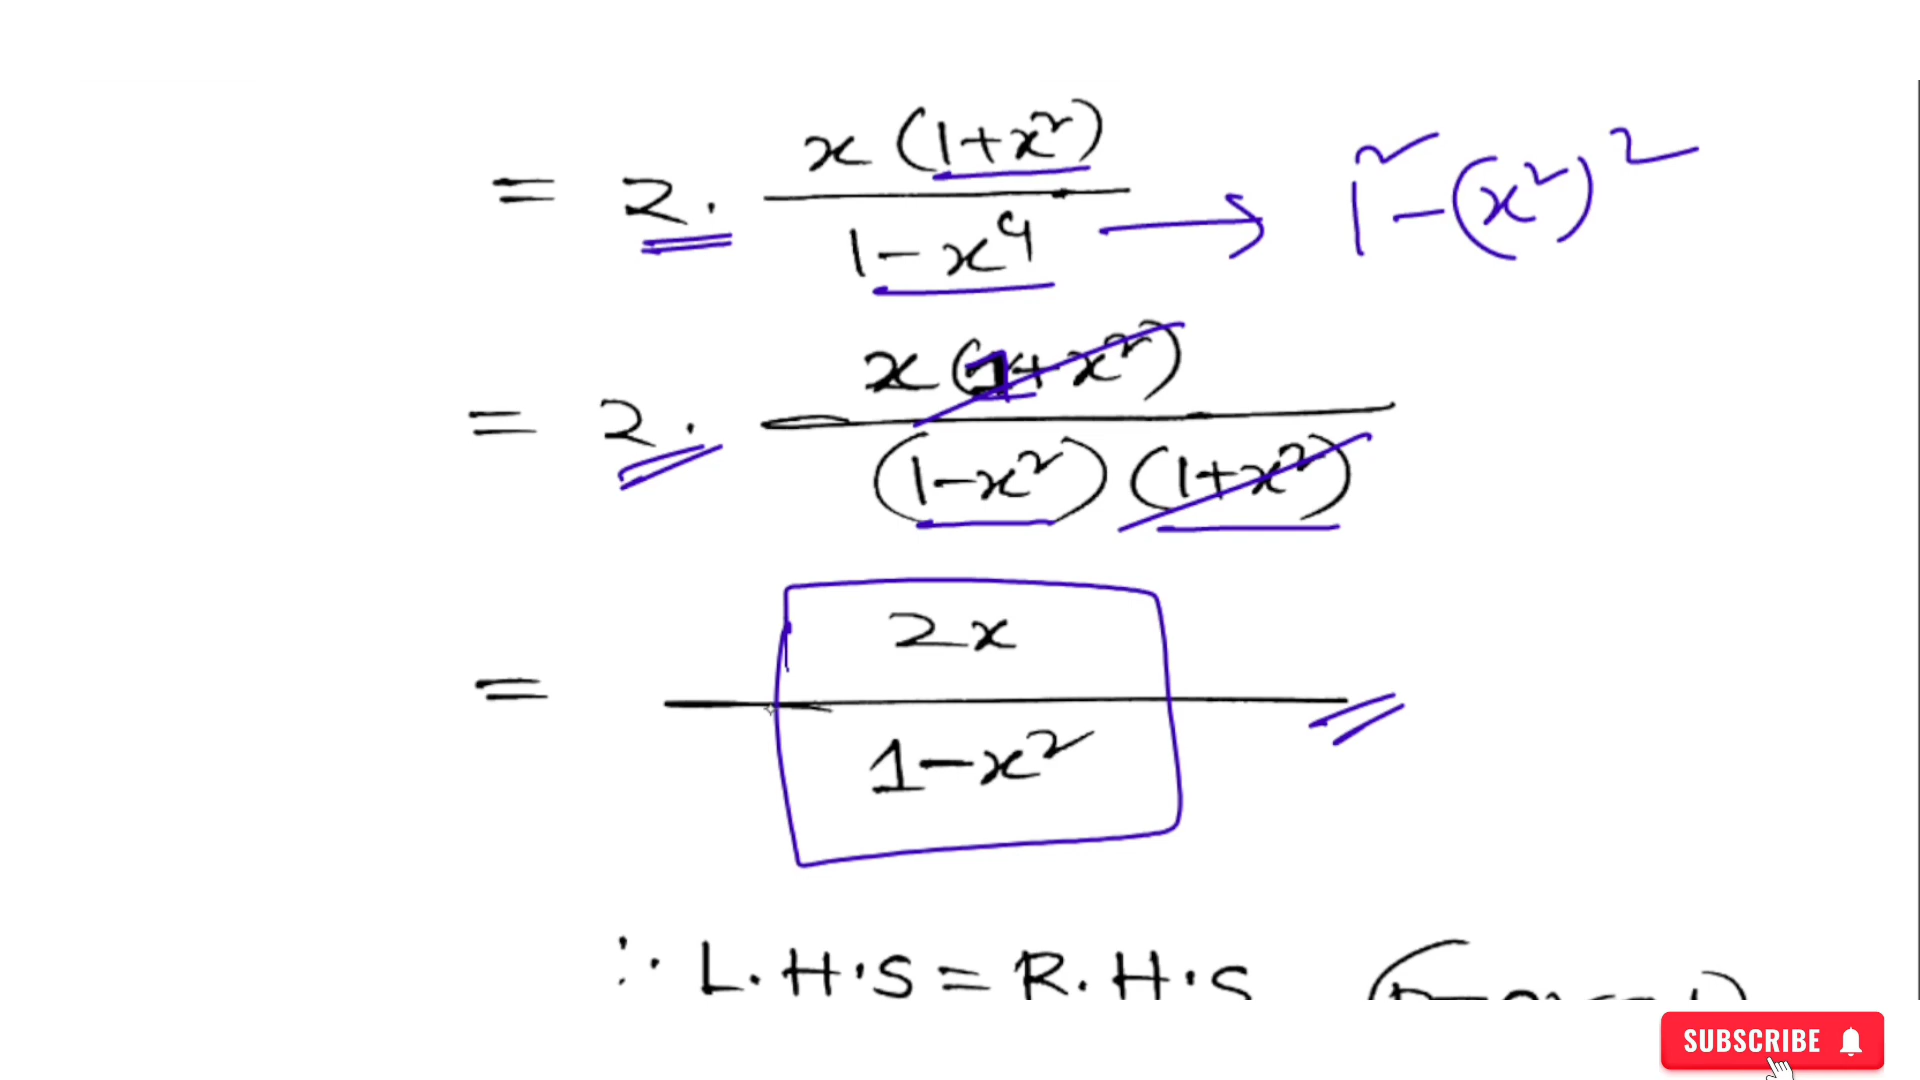 = 2. x(1+x²) / 1-x⁴ → 1²-(x²)²
= 2. x(1+x²) / (1-x²)(1+x²)
= 2x / 1-x²
∴ L.H.S = R.H.S
SUBSCRIBE